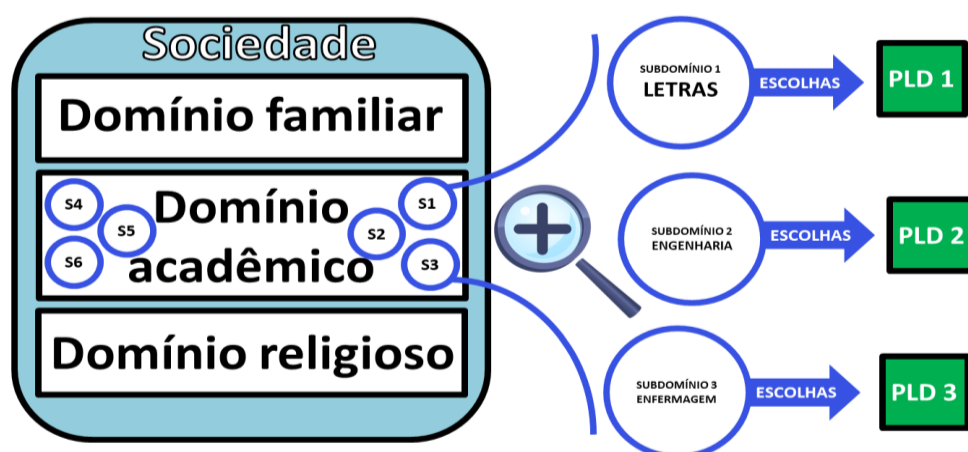 Sociedade
Domínio familiar
Domínio
acadêmico
S4
S5
S6
S1
S2
S3
Domínio religioso
SUBDOMÍNIO 1
LETRAS
ESCOLHAS
PLD 1
SUBDOMÍNIO 2
ENGENHARIA
ESCOLHAS
PLD 2
SUBDOMÍNIO 3
ENFERMAGEM
ESCOLHAS
PLD 3